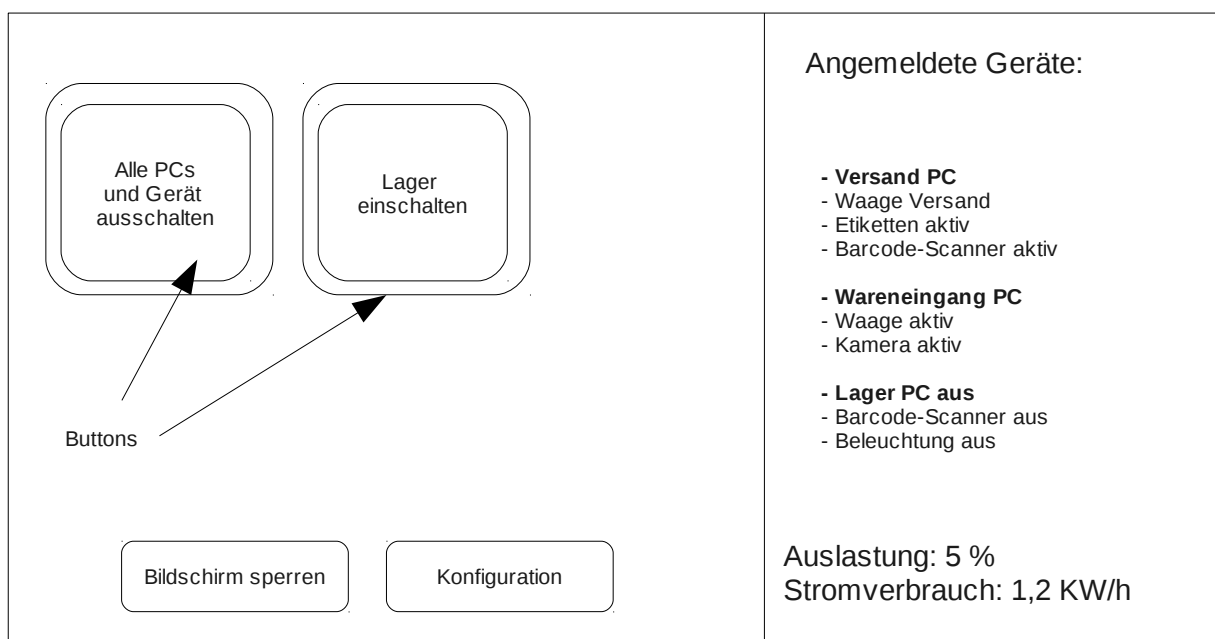 Alle PCs
und Gerät
ausschalten
Lager
einschalten
Buttons
Bildschirm sperren
Konfiguration
Angemeldete Geräte:
- Versand PC
- Waage Versand
- Etiketten aktiv
- Barcode-Scanner aktiv
- Wareneingang PC
- Waage aktiv
- Kamera aktiv
- Lager PC aus
- Barcode-Scanner aus
- Beleuchtung aus
Auslastung: 5 %
Stromverbrauch: 1,2 KW/h